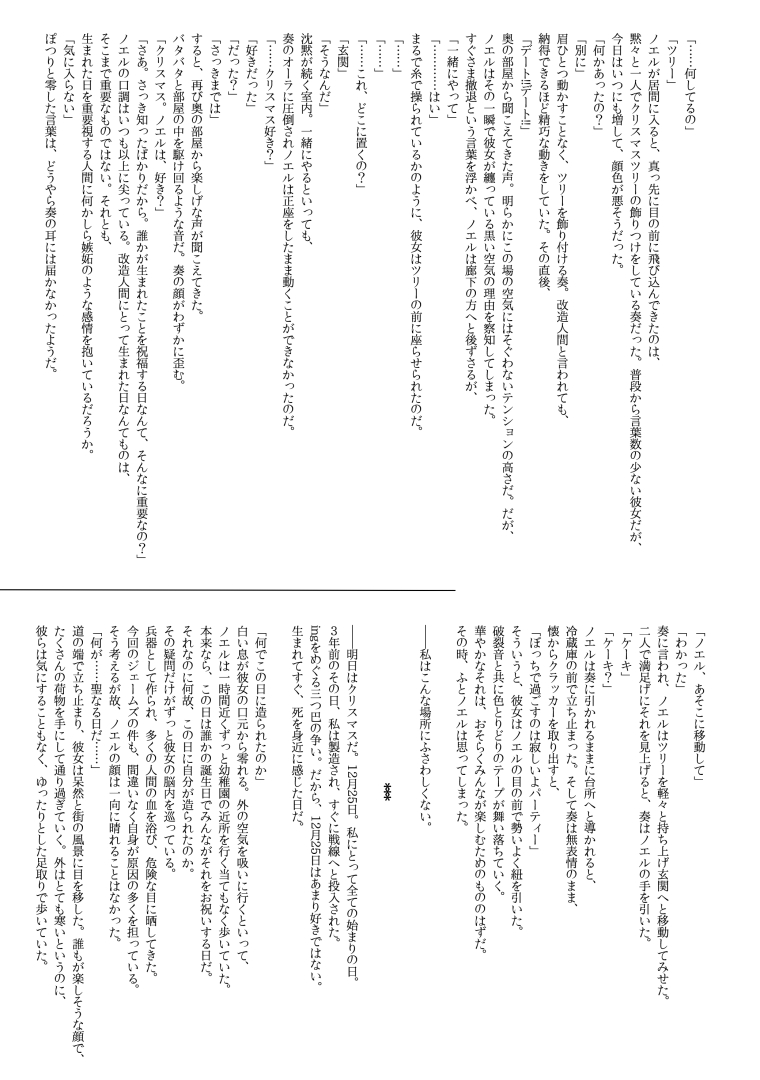 「……何してるの」
「ツリー」
ノエルが居間に入ると、真っ先に目の前に飛び込んできたのは、
黙々と一人でクリスマスツリーの飾りつけをしている奏だった。普段から言葉数の少ない彼女だが、
今日はいつにも増して、顔色が悪そうだった。
「何かあったの？」
「別に」
眉ひとつ動かすことなく、ツリーを飾り付ける奏。改造人間と言われても、
納得できるほど精巧な動きをしていた。その直後、
「デート!!!デート!!」
奥の部屋から聞こえてきた声。明らかにこの場の空気にはそぐわないテンションの高さだ。だが、
ノエルはその一瞬で彼女が纏っている黒い空気の理由を察知してしまった。
すぐさま撤退という言葉を浮かべ、ノエルは廊下の方へと後ずさるが、
「一緒にやって」
「…………はい」
まるで糸で操られているかのように、彼女はツリーの前に座らせられたのだ。
「……」
「……」
「……これ、どこに置くの？」
「玄関」
「そうなんだ」
沈黙が続く室内。一緒にやるといっても、
奏のオーラに圧倒されノエルは正座をしたまま動くことができなかったのだ。
「……クリスマス好き？」
「好きだった」
「だった？」
「さっきまでは」
すると、再び奥の部屋から楽しげな声が聞こえてきた。
バタバタと部屋の中を駆け回るような音だ。奏の顔がわずかに歪む。
「クリスマス。ノエルは、好き？」
「さあ。さっき知ったばかりだから。誰かが生まれたことを祝福する日なんて、そんなに重要なの？」
ノエルの口調はいつも以上に尖っている。改造人間にとって生まれた日なんてものは、
そこまで重要なものではない。それとも、
生まれた日を重要視する人間に何かしら嫉妬のような感情を抱いているだろうか。
「気に入らない」
ぽつりと零した言葉は、どうやら奏の耳には届かなかったようだ。
「ノエル、あそこに移動して」
「わかった」
奏に言われ、ノエルはツリーを軽々と持ち上げ玄関へと移動してみせた。
二人で満足げにそれを見上げると、奏はノエルの手を引いた。
「ケーキ」
「ケーキ？」
ノエルは奏に引かれるままに台所へと導かれると、
冷蔵庫の前で立ち止まった。そして奏は無表情のまま、
懐からクラッカーを取り出すと、
「ぼっちで過ごすのは寂しいよパーティー」
そういうと、彼女はノエルの目の前で勢いよく紐を引いた。
破裂音と共に色とりどりのテープが舞い落ちていく。
華やかなそれは、おそらくみんなが楽しむためのもののはずだ。
その時、ふとノエルは思ってしまった。
――私はこんな場所にふさわしくない。
***
――明日はクリスマスだ。12月25日。私にとって全ての始まりの日。
3年前のその日、私は製造され、すぐに戦線へと投入された。
ingをめぐる三つ巴の争い。だから、12月25日はあまり好きではない。
生まれてすぐ、死を身近に感じた日だ。
「何でこの日に造られたのか」
白い息が彼女の口元から零れる。外の空気を吸いに行くといって、
ノエルは一時間近くずっと幼稚園の近所を行く当てもなく歩いていた。
本来なら、この日は誰かの誕生日でみんながそれをお祝いする日だ。
それなのに何故、この日に自分が造られたのか。
その疑問だけがずっと彼女の脳内を巡っている。
兵器として作られ、多くの人間の血を浴び、危険な目に晒してきた。
今回のジェームズの件も、間違いなく自身が原因の多くを担っている。
そう考えるが故、ノエルの顔は一向に晴れることはなかった。
「何が……聖なる日だ……」
道の端で立ち止まり、彼女は呆然と街の風景に目を移した。誰もが楽しそうな顔で、
たくさんの荷物を手にして通り過ぎていく。外はとても寒いというのに、
彼らは気にすることもなく、ゆったりとした足取りで歩いていた。